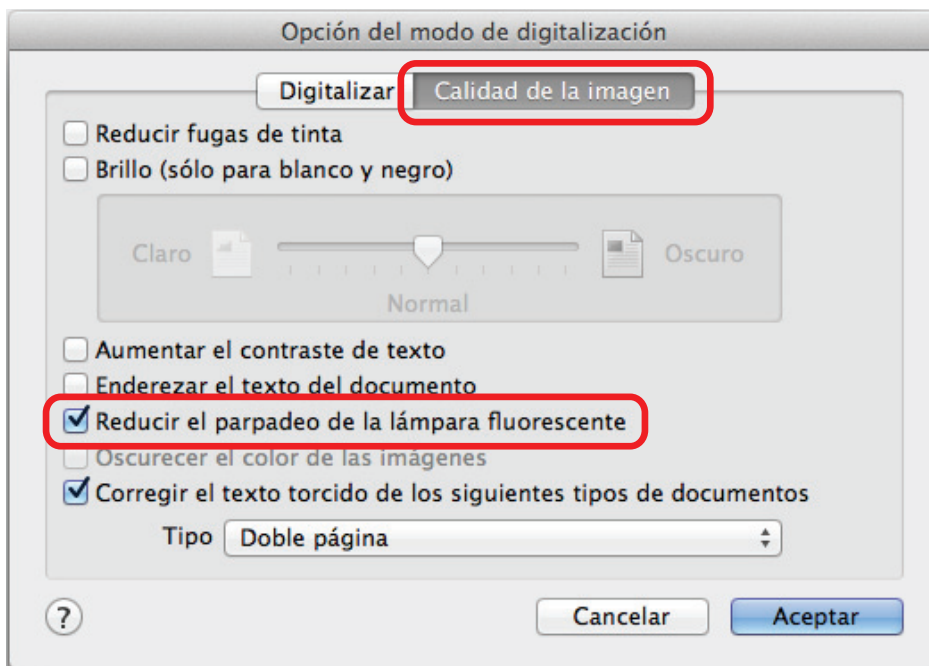 Opción del modo de digitalización
Digitalizar Calidad de la imagen
Reducir fugas de tinta
Brillo (sólo para blanco y negro)
Claro Oscuro
Normal
Aumentar el contraste de texto
Enderezar el texto del documento
Reducir el parpadeo de la lámpara fluorescente
Oscurecer el color de las imágenes
Corregir el texto torcido de los siguientes tipos de documentos
Tipo Doble página
? Cancelar Aceptar